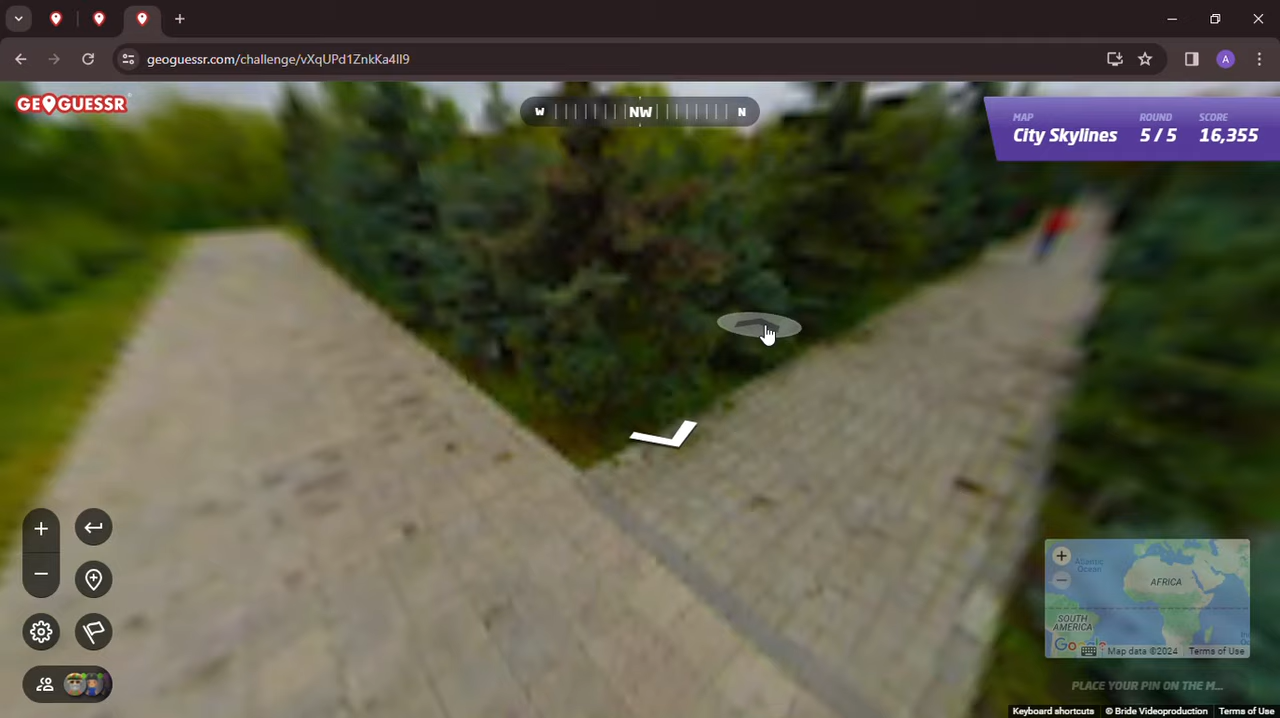 geoguessr.com/challenge/vXqUPd1ZnkKa4II9
A
GEOGUESSR
W
NW
N
MAP
City Skylines
ROUND
5 / 5
SCORE
16,355
Atlantic
Ocean
AFRICA
SOUTH
AMERICA
Google
Map data ©2024
Terms of Use
PLACE YOUR PIN ON THE M...
Keyboard shortcuts
© Bride Videoproduction
Terms of Use